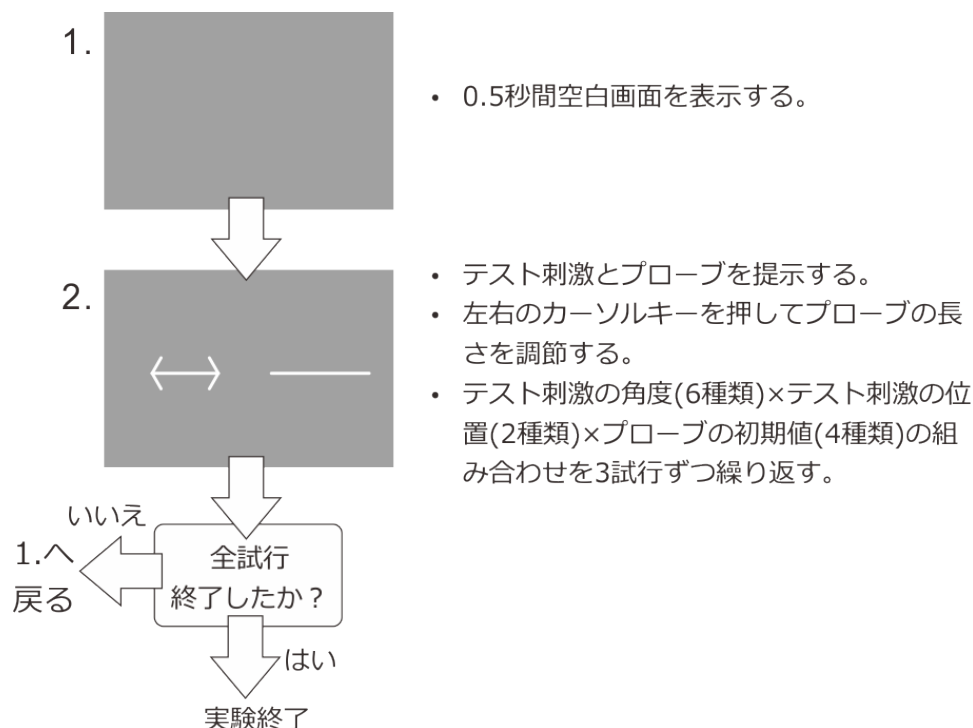 1.
• 0.5秒間空白画面を表示する。
2.
• テスト刺激とプローブを提示する。
• 左右のカーソルキーを押してプローブの長
さを調節する。
• テスト刺激の角度(6種類)×テスト刺激の位
置(2種類)×プローブの初期値(4種類)の組
み合わせを3試行ずつ繰り返す。
いいえ
1.へ
戻る
全試行
終了したか？
はい
実験終了